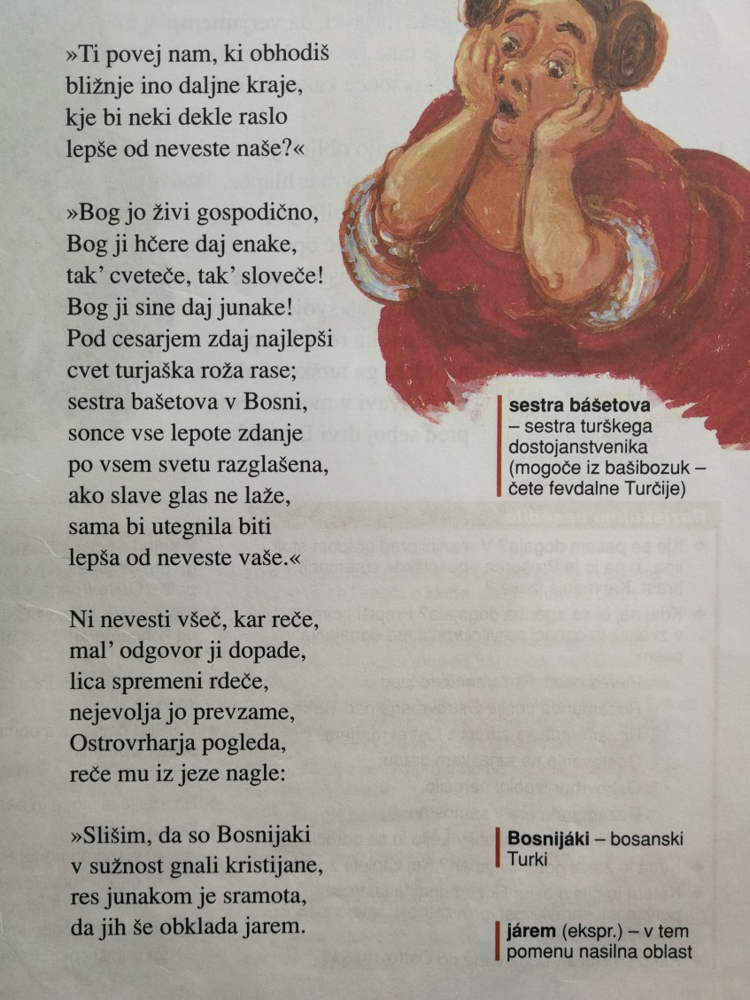 »Ti povej nam, ki obhodiš
bližnje ino daljne kraje,
kje bi neki dekle raslo
lepše od neveste naše?«
»Bog jo živi gospodično,
Bog ji hčere daj enake,
tak’ cveteče, tak’ sloveče!
Bog ji sine daj junake!
Pod cesarjem zdaj najlepši
cvet turjaška roža rase;
sestra bašetova v Bosni,
sonce vse lepote zdanje
po vsem svetu razglašena,
ako slave glas ne laže,
sama bi utegnila biti
lepša od neveste vaše.«
Ni nevesti všeč, kar reče,
mal’ odgovor ji dopade,
lica spremeni rdeče,
nejevolja jo prevzame,
Ostrovrharja pogleda,
reče mu iz jeze nagle:
»Slišim, da so Bosnijaki
v sužnost gnali kristijane,
res junakom je sramota,
da jih še obklada jarem.
sestra bášetova
– sestra turškega
dostojanstvenika
(mogoče iz bašibozuk –
čete fevdalne Turčije)
Bosnijáki – bosanski
Turki
járem (ekspr.) – v tem
pomenu nasilna oblast